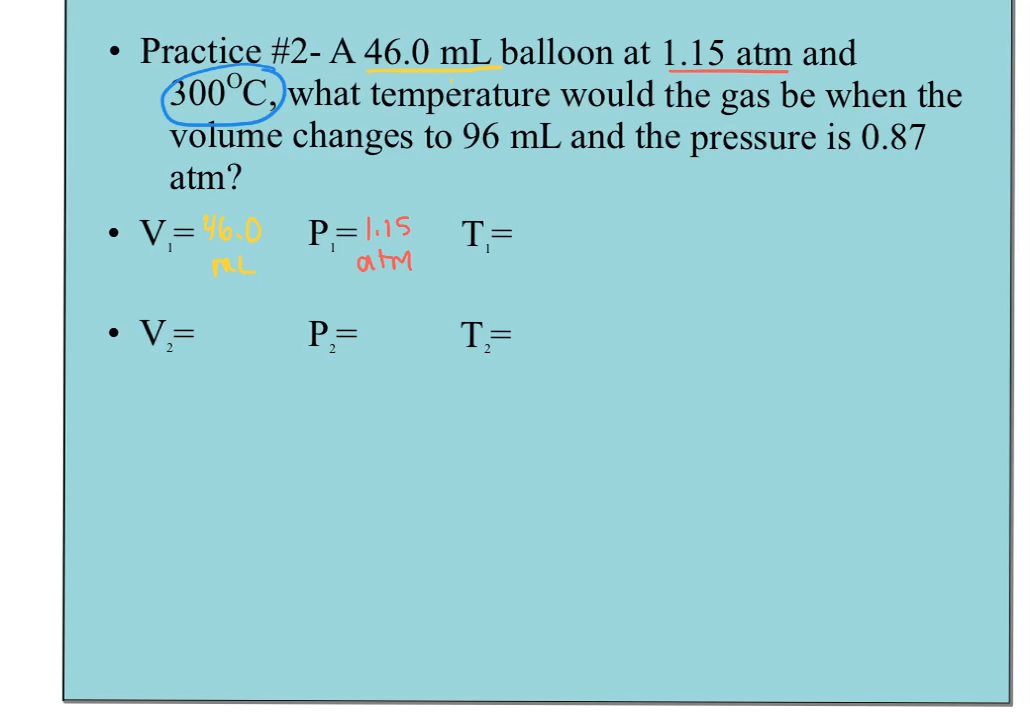 • Practice #2- A 46.0 mL balloon at 1.15 atm and
300°C, what temperature would the gas be when the
volume changes to 96 mL and the pressure is 0.87
atm?
• V₁= 46.0 P₁= 1.15 T₁=
mL atm
• V₂= P₂= T₂=